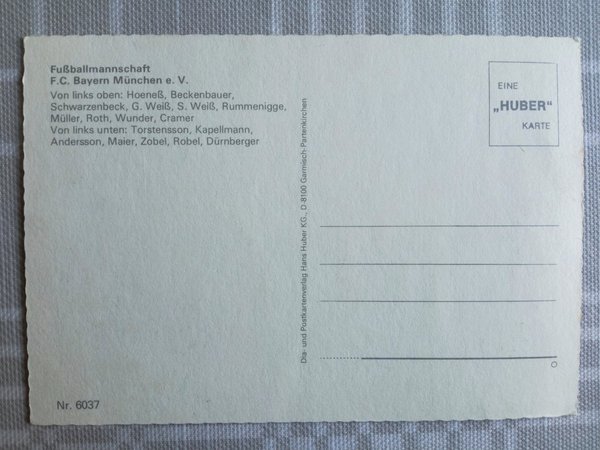 Fußballmannschaft
F.C. Bayern München e. V.
Von links oben: Hoeneß, Beckenbauer,
Schwarzenbeck, G. Weiß, S. Weiß, Rummenigge,
Müller, Roth, Wunder, Cramer
Von links unten: Torstensson, Kapellmann,
Andersson, Maier, Zobel, Robel, Dürnberger
Nr. 6037
Dia- und Postkartenverlag Hans Huber KG., D-8100 Garmisch-Partenkirchen
EINE
„HUBER“
KARTE